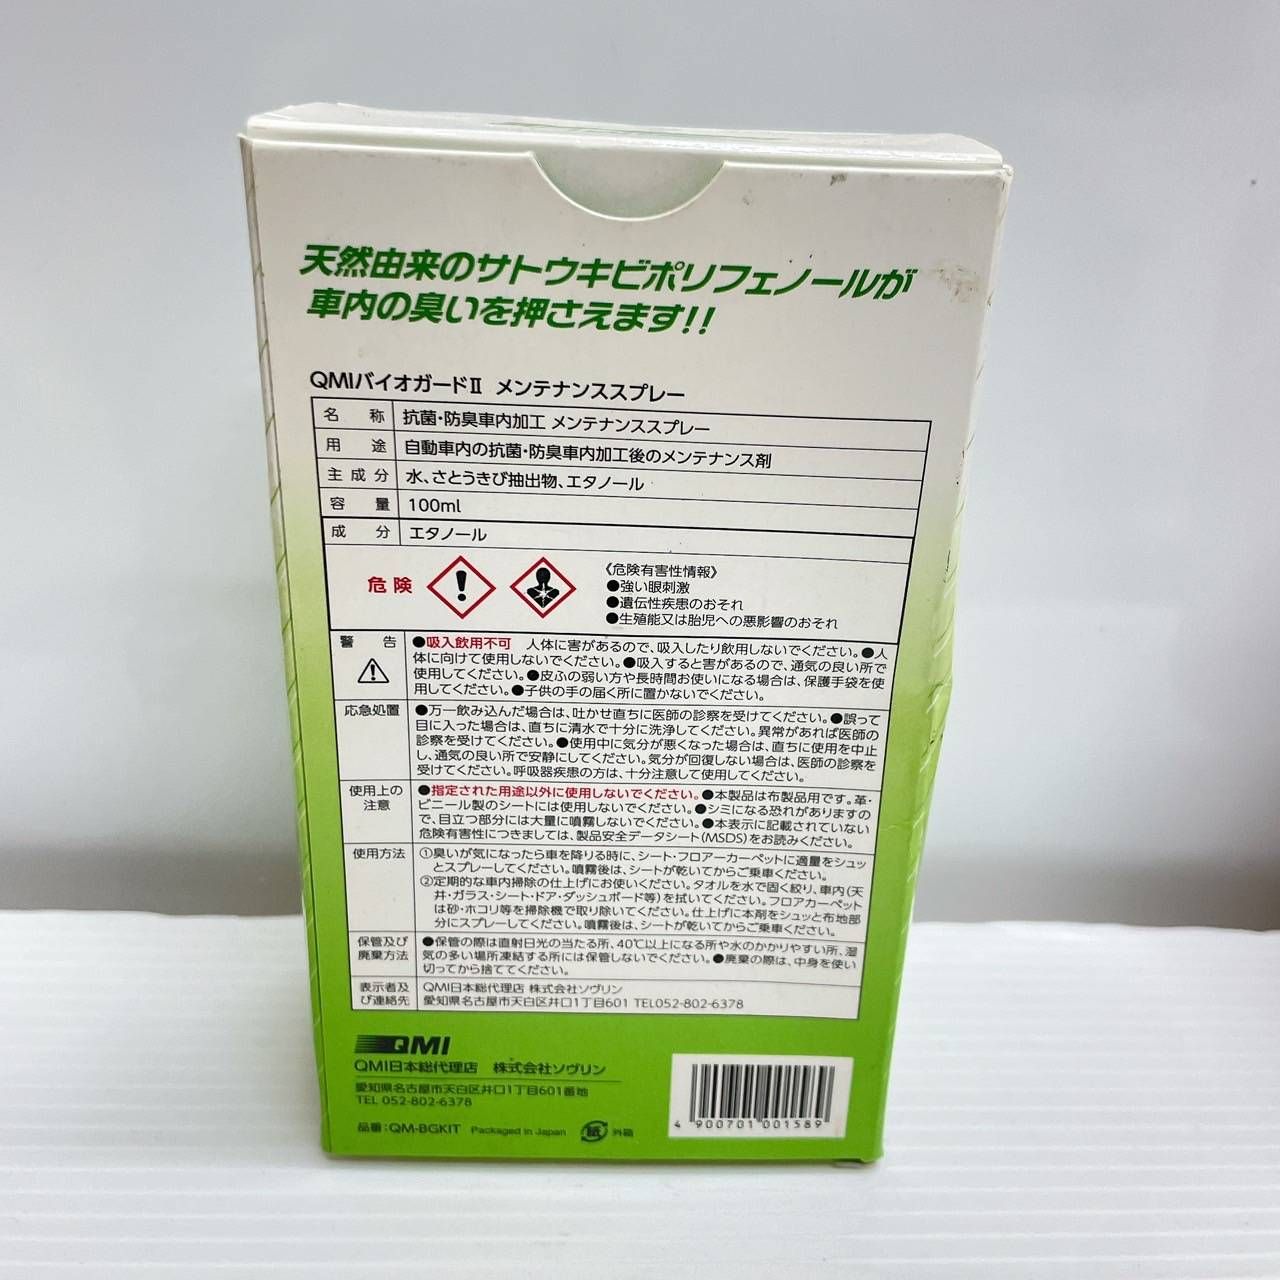 天然由来のサトウキビポリフェノールが
車内の臭いを押さえます!!
QMIバイオガードⅡ メンテナンススプレー
名称 抗菌・防臭車内加工 メンテナンススプレー
用途 自動車内の抗菌・防臭車内加工後のメンテナンス剤
主成分 水、さとうきび抽出物、エタノール
容量 100ml
成分 エタノール
危険
《危険有害性情報》
●強い眼刺激
●遺伝性疾患のおそれ
●生殖能又は胎児への悪影響のおそれ
警告
●吸入飲用不可 人体に害があるので、吸入したり飲用しないでください。●人
体に向けて使用しないでください。●吸入すると害があるので、通気の良い所で
使用してください。●皮ふの弱い方や長時間お使いになる場合は、保護手袋を使
用してください。●子供の手の届く所に置かないでください。
応急処置
●万一飲み込んだ場合は、吐かせ直ちに医師の診察を受けてください。●誤って
目に入った場合は、直ちに清水で十分に洗浄してください。異常があれば医師の
診察を受けてください。●使用中に気分が悪くなった場合は、直ちに使用を中止
し、通気の良い所で安静にしてください。気分が回復しない場合は、医師の診察を
受けてください。呼吸器疾患の方は、十分注意して使用してください。
使用上の
注意
●指定された用途以外に使用しないでください。●本製品は布製品用です。革・
ビニール製のシートには使用しないでください。●シミになる恐れがありますの
で、目立つ部分には大量に噴霧しないでください。●本表示に記載されていない
危険有害性につきましては、製品安全データシート(MSDS)をお読みください。
使用方法
①臭いが気になったら車を降りる時に、シート・フロアーカーペットに適量をシュッ
とスプレーしてください。噴霧後は、シートが乾いてからご乗車ください。
②定期的な車内掃除の仕上げにお使いください。タオルを水で固く絞り、車内(天
井・ガラス・シート・ドア・ダッシュボード等)を拭いてください。フロアカーペット
は砂・ホコリ等を掃除機で取り除いてください。仕上げに本剤をシュッと布地部
分にスプレーしてください。噴霧後は、シートが乾いてからご乗車ください。
保管及び
廃棄方法
●保管の際は直射日光の当たる所、40℃以上になる所や水のかかりやすい所、湿
気の多い場所凍結する所には保管しないでください。●廃棄の際は、中身を使い
切ってから捨ててください。
表示者及
び連絡先
QMI日本総代理店 株式会社ソヴリン
愛知県名古屋市天白区井口1丁目601 TEL052-802-6378
QMI
QMI日本総代理店 株式会社ソヴリン
愛知県名古屋市天白区井口1丁目601番地
TEL 052-802-6378
品番:QM-BGKIT Packaged in Japan 紙 外箱
4 900701 001589